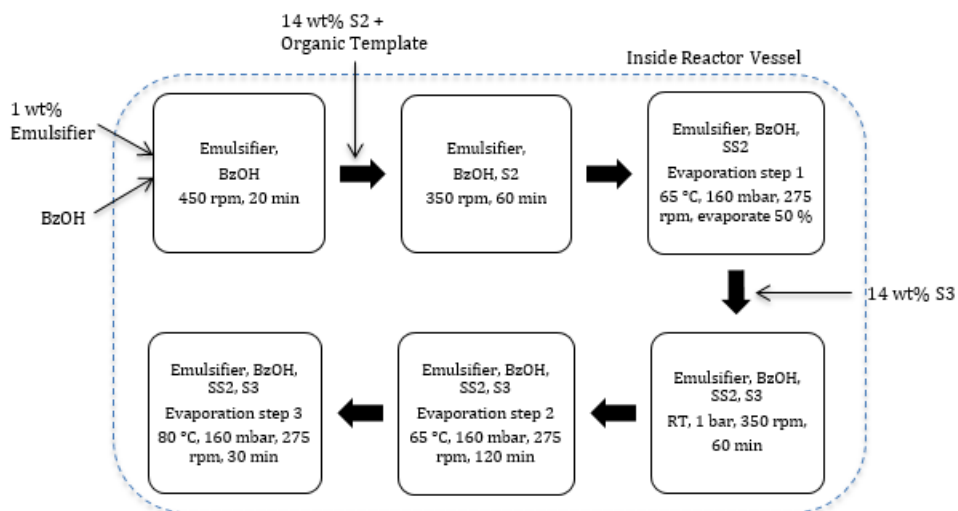 14 wt% S2 +
Organic Template
Inside Reactor Vessel
1 wt%
Emulsifier
BzOH
Emulsifier,
BzOH
450 rpm, 20 min
Emulsifier,
BzOH, S2
350 rpm, 60 min
Emulsifier, BzOH,
SS2
Evaporation step 1
65 °C, 160 mbar, 275
rpm, evaporate 50 %
14 wt% S3
Emulsifier, BzOH,
SS2, S3
RT, 1 bar, 350 rpm,
60 min
Emulsifier, BzOH,
SS2, S3
Evaporation step 2
65 °C, 160 mbar, 275
rpm, 120 min
Emulsifier, BzOH,
SS2, S3
Evaporation step 3
80 °C, 160 mbar, 275
rpm, 30 min